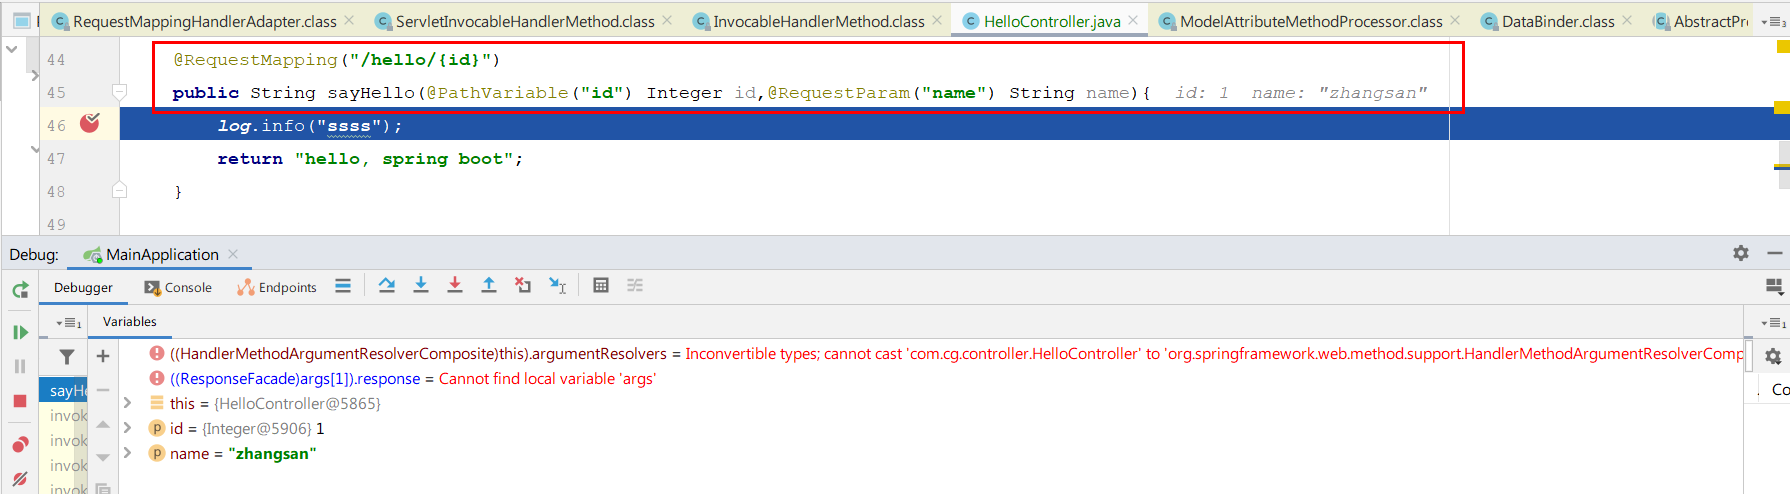 RequestMappingHandlerAdapter.class ServletInvocableHandlerMethod.class InvocableHandlerMethod.class HelloController.java ModelAttributeMethodProcessor.class DataBinder.class AbstractPr 3
44 @RequestMapping("/hello/{id}")
45 public String sayHello(@PathVariable("id") Integer id,@RequestParam("name") String name){ id: 1 name: "zhangsan"
46 log.info("ssss");
47 return "hello, spring boot";
48 }
49
Debug: MainApplication
Debugger Console Endpoints
1 Variables 1
((HandlerMethodArgumentResolverComposite)this).argumentResolvers = Inconvertible types; cannot cast 'com.cg.controller.HelloController' to 'org.springframework.web.method.support.HandlerMethodArgumentResolverComp
((ResponseFacade)args[1]).response = Cannot find local variable 'args'
sayHe this = {HelloController@5865} Co
invok id = {Integer@5906} 1
invok name = "zhangsan"
invok
invok